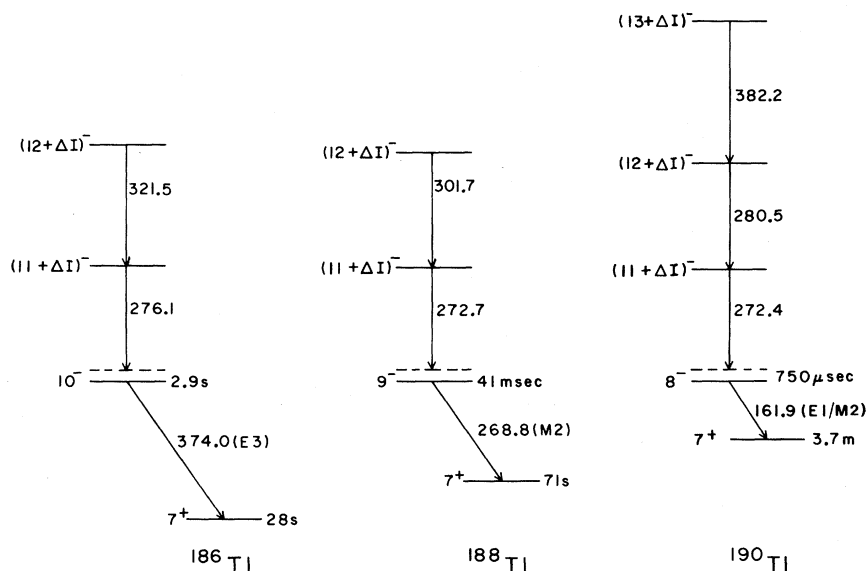 (13+ΔI)⁻
382.2
(12+ΔI)⁻
321.5
(11+ΔI)⁻
276.1
10⁻
2.9s
374.0(E3)
7⁺
28s
¹⁸⁶Tl
(12+ΔI)⁻
301.7
(11+ΔI)⁻
272.7
9⁻
41msec
268.8(M2)
7⁺
71s
¹⁸⁸Tl
(12+ΔI)⁻
280.5
(11+ΔI)⁻
272.4
8⁻
750μsec
161.9(E1/M2)
7⁺
3.7m
¹⁹⁰Tl